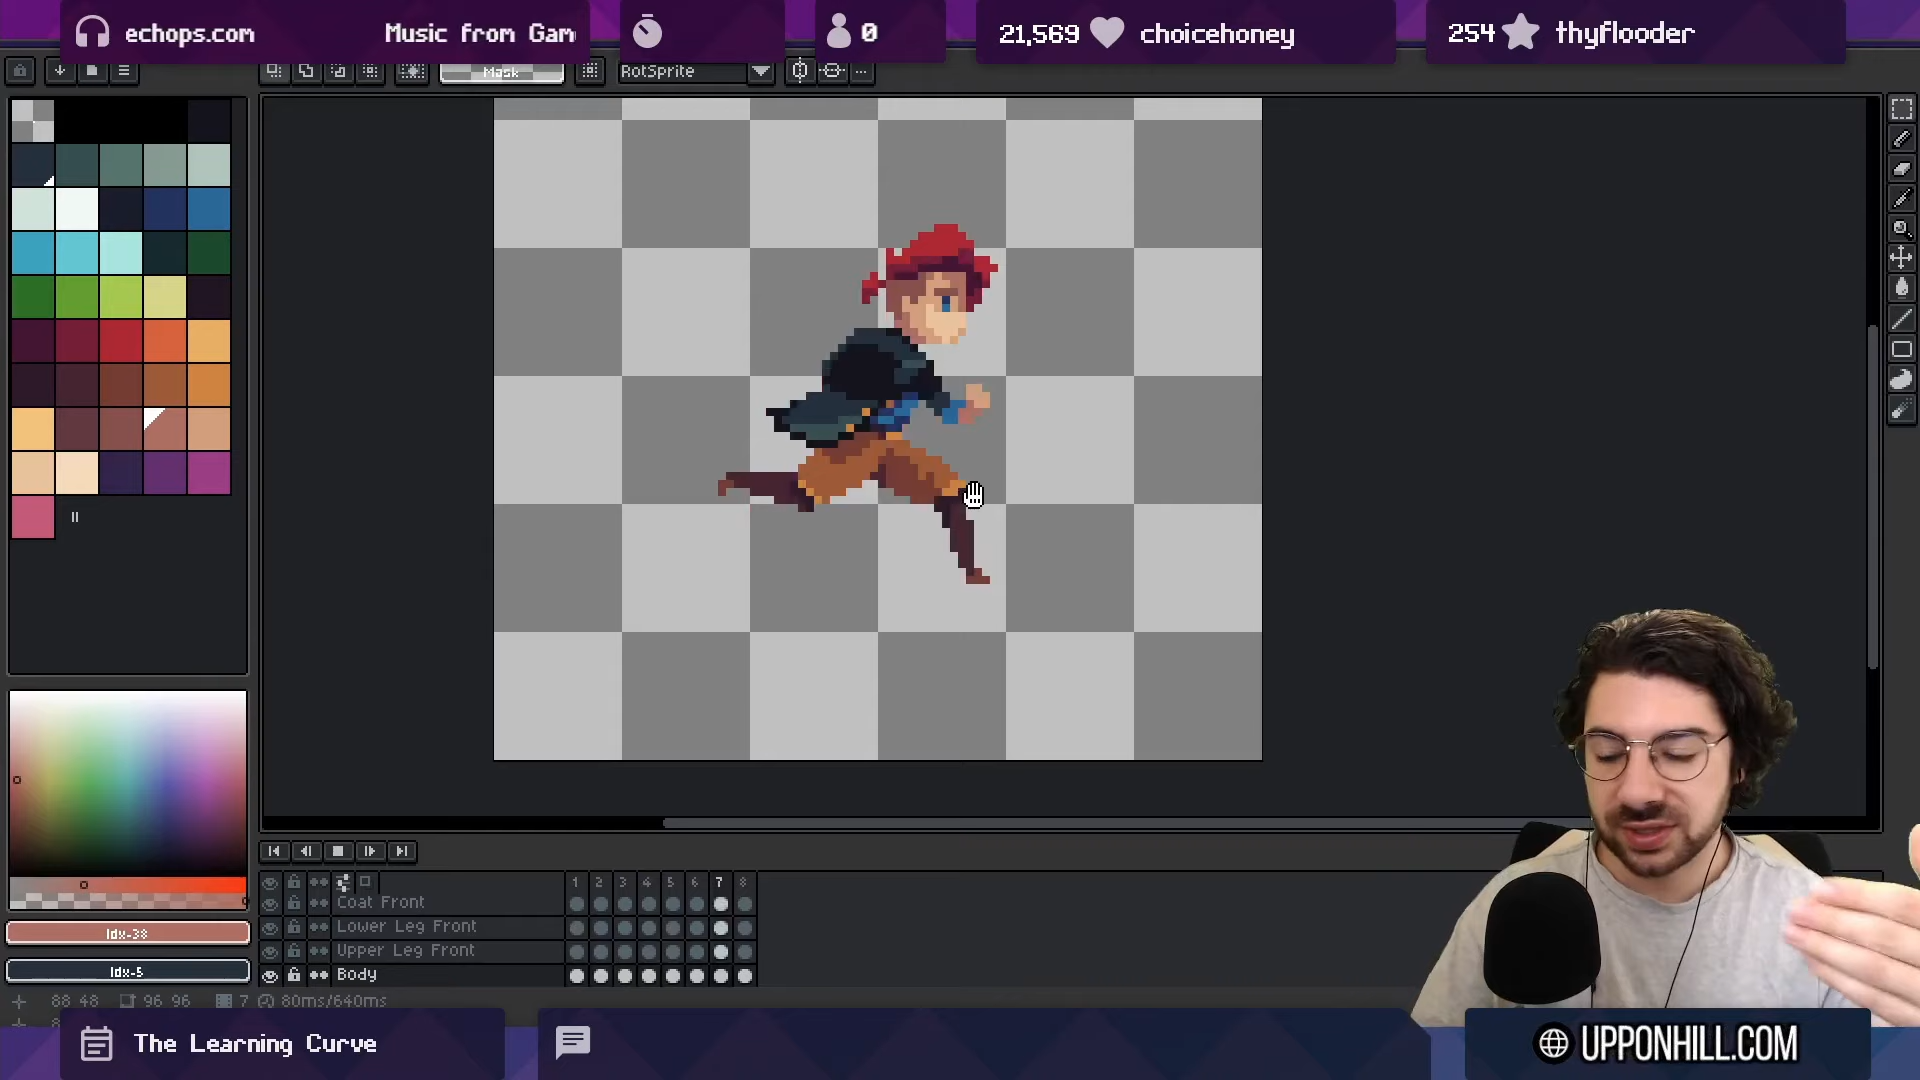 echops.com
Music from Gam
0
21,569 choicehoney
254 thyflooder
Mask
RotSprite
Idx-38
Idx-5
1 2 3 4 5 6 7 8
Coat Front
Lower Leg Front
Upper Leg Front
Body
88 48 96 96 7 80ms/640ms
The Learning Curve
UPPONHILL.COM